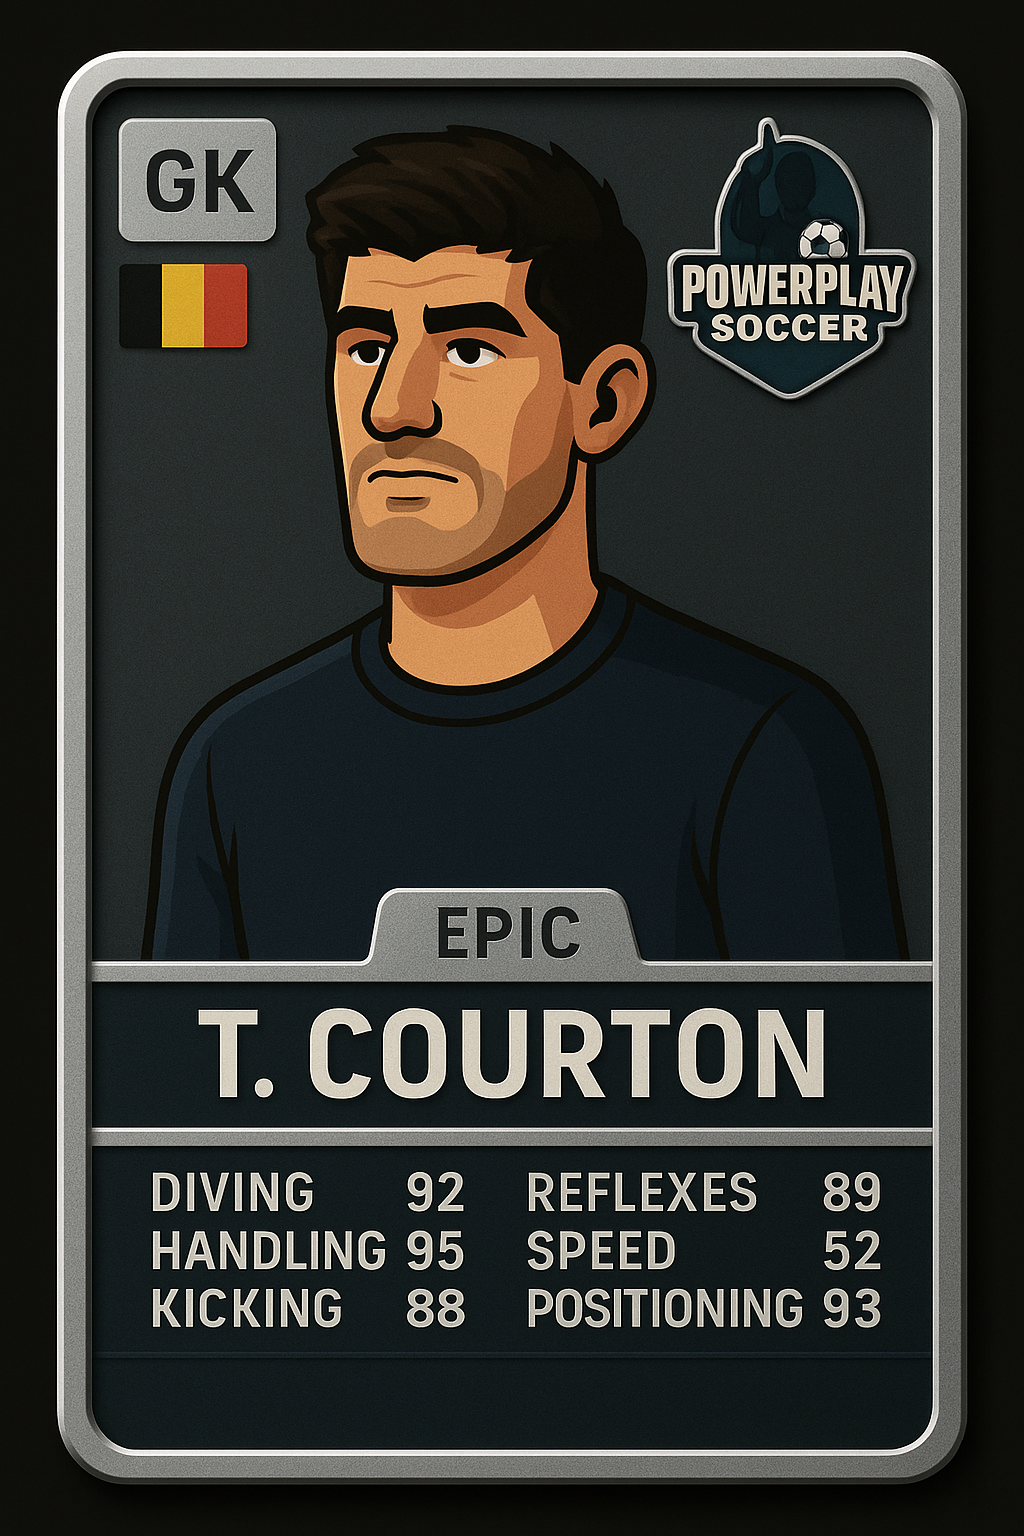 GK
POWERPLAY
SOCCER
EPIC
T. COURTON
DIVING 92 REFLEXES 89
HANDLING 95 SPEED 52
KICKING 88 POSITIONING 93